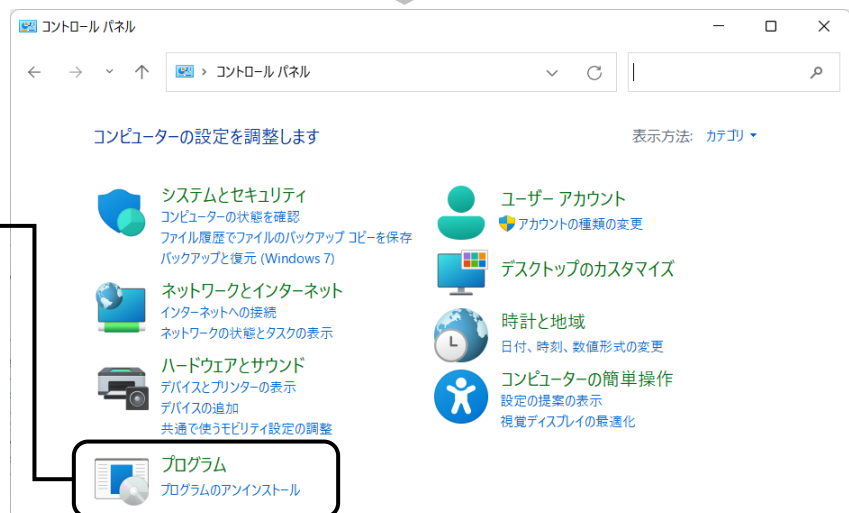 コントロール パネル
コントロール パネル
コンピューターの設定を調整します
表示方法: カテゴリ
システムとセキュリティ
コンピューターの状態を確認
ファイル履歴でファイルのバックアップ コピーを保存
バックアップと復元 (Windows 7)
ネットワークとインターネット
インターネットへの接続
ネットワークの状態とタスクの表示
ハードウェアとサウンド
デバイスとプリンターの表示
デバイスの追加
共通で使うモビリティ設定の調整
プログラム
プログラムのアンインストール
ユーザー アカウント
アカウントの種類の変更
デスクトップのカスタマイズ
時計と地域
日付、時刻、数値形式の変更
コンピューターの簡単操作
設定の提案の表示
視覚ディスプレイの最適化